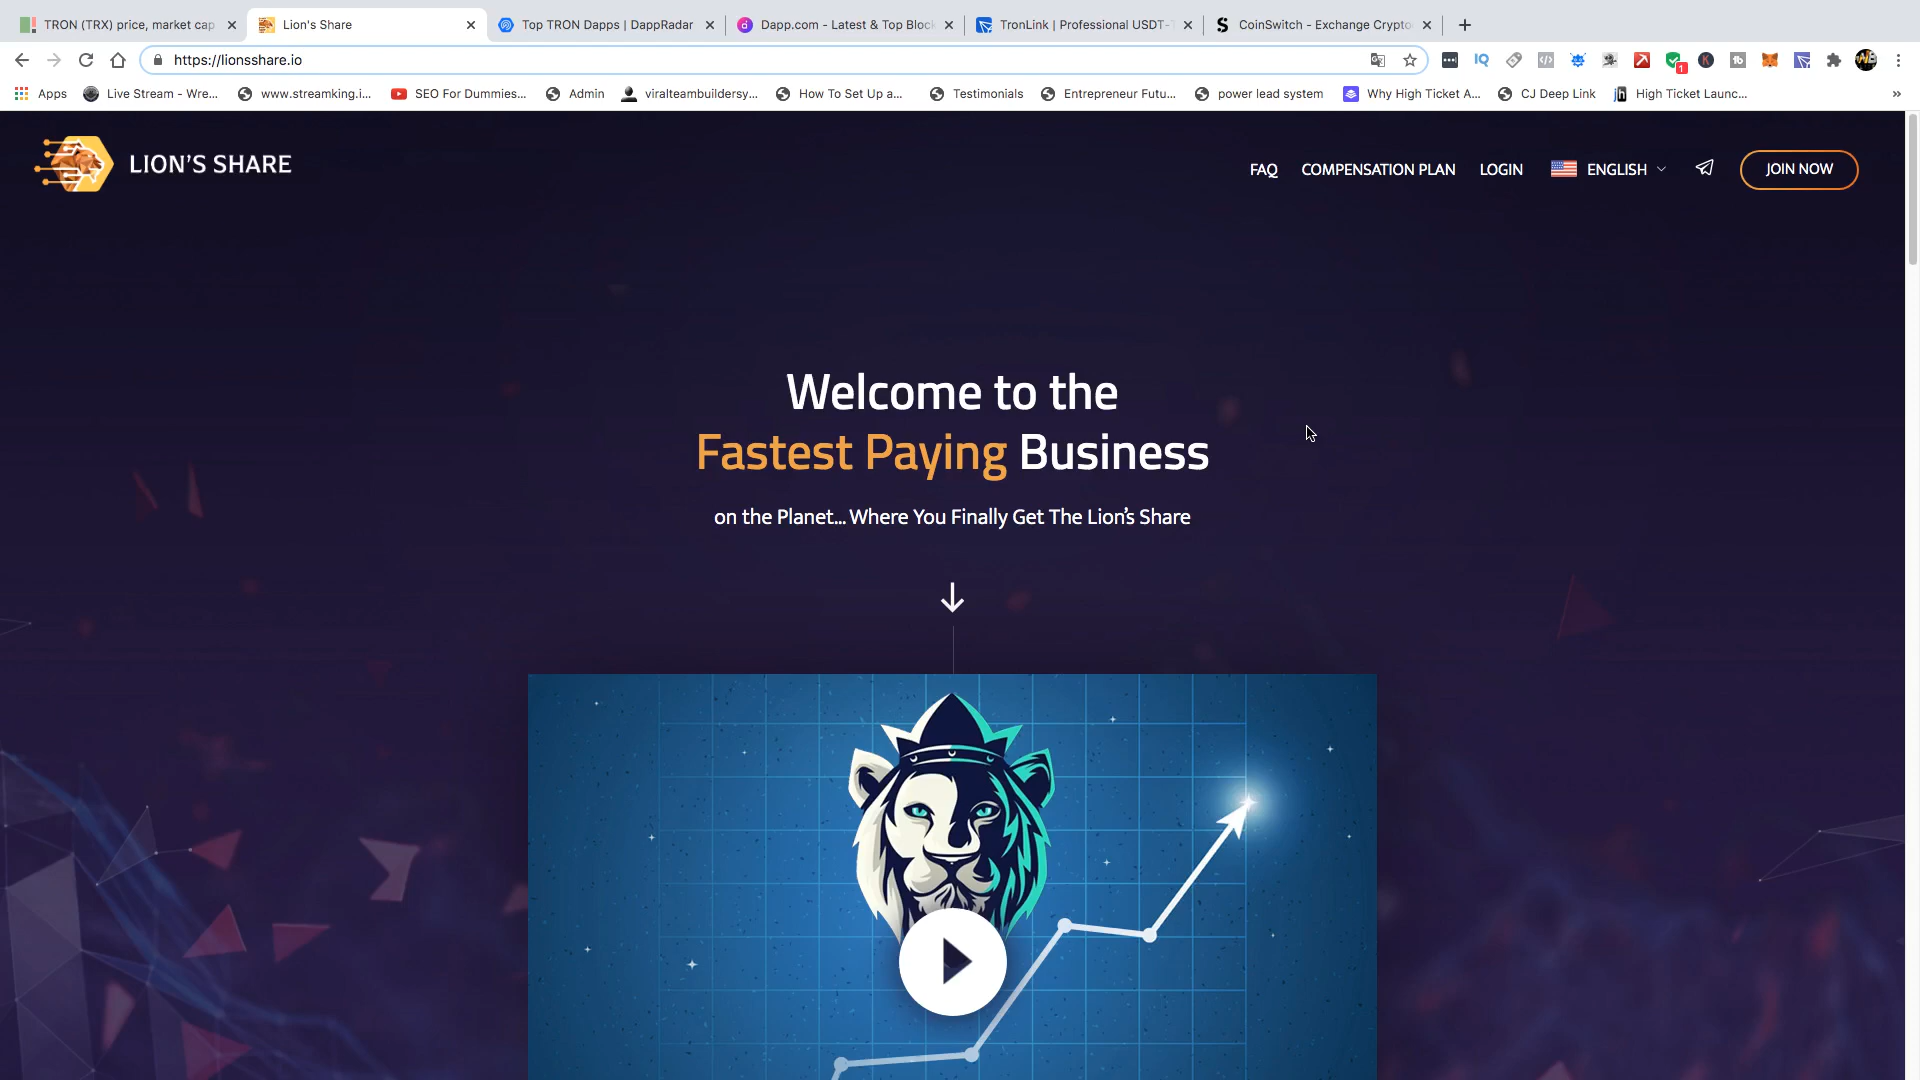 TRON (TRX) price, market cap
Lion's Share
Top TRON Dapps | DappRadar
Dapp.com - Latest & Top Block
TronLink | Professional USDT-
CoinSwitch - Exchange Crypto
https://lionsshare.io
IQ
1
K
Apps
Live Stream - Wre...
www.streamking.i...
SEO For Dummies...
Admin
viralteambuildersy...
How To Set Up a...
Testimonials
Entrepreneur Futu...
power lead system
Why High Ticket A...
CJ Deep Link
High Ticket Launc...
LION'S SHARE
FAQ
COMPENSATION PLAN
LOGIN
ENGLISH
JOIN NOW
Welcome to the
Fastest Paying Business
on the Planet... Where You Finally Get The Lion's Share